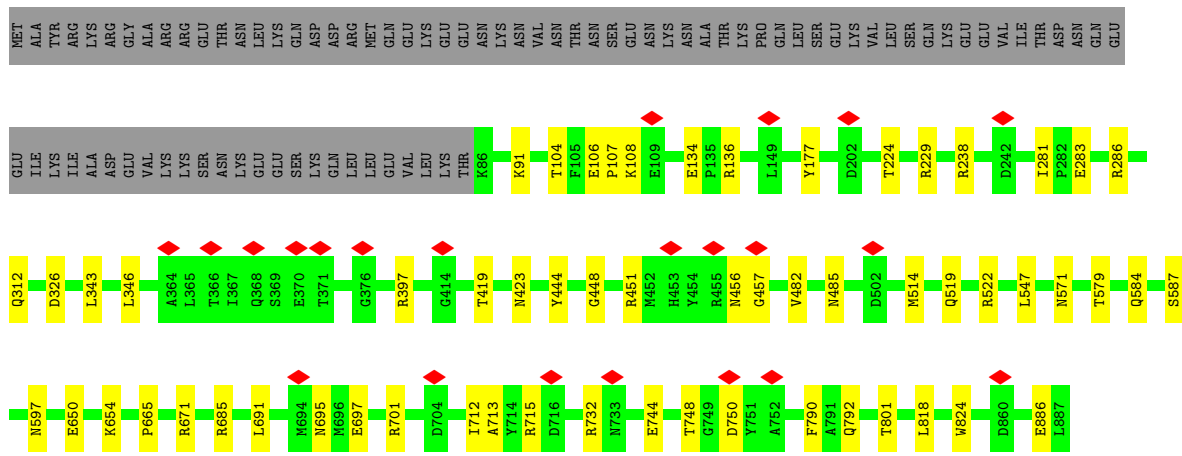 MET ALA TYR ARG LYS ARG GLY ALA ARG ARG GLU THR ASN LEU LYS GLN ASP ASP ARG MET GLN GLU LYS GLU GLU ASN LYS ASN VAL ASN THR ASN SER GLU ASN LYS ASN ALA THR LYS PRO GLN LEU SER GLU LYS VAL LEU SER GLN LYS GLU GLU VAL ILE THR ASP ASN GLN GLU
GLU ILE LYS ILE ALA ASP GLU VAL LYS LYS SER ASN LYS GLU GLU SER LYS GLN LEU LEU GLU VAL LEU LYS THR K86 K91 T104 F105 E106 P107 K108 E109 E134 P135 R136 L149 Y177 D202 T224 R229 R238 D242 I281 P282 E283 R286
Q312 D326 L343 L346 A364 L365 T366 I367 Q368 S369 E370 T371 G376 R397 G414 T419 N423 Y444 G448 R451 M452 H453 Y454 R455 N456 G457 V482 N485 D502 M514 Q519 R522 L547 N571 T579 Q584 S587
N597 E650 K654 P665 R671 R685 L691 M694 N695 M696 E697 R701 D704 I712 A713 Y714 R715 D716 R732 N733 E744 T748 G749 D750 Y751 A752 F790 A791 Q792 T801 L818 W824 D860 E886 L887